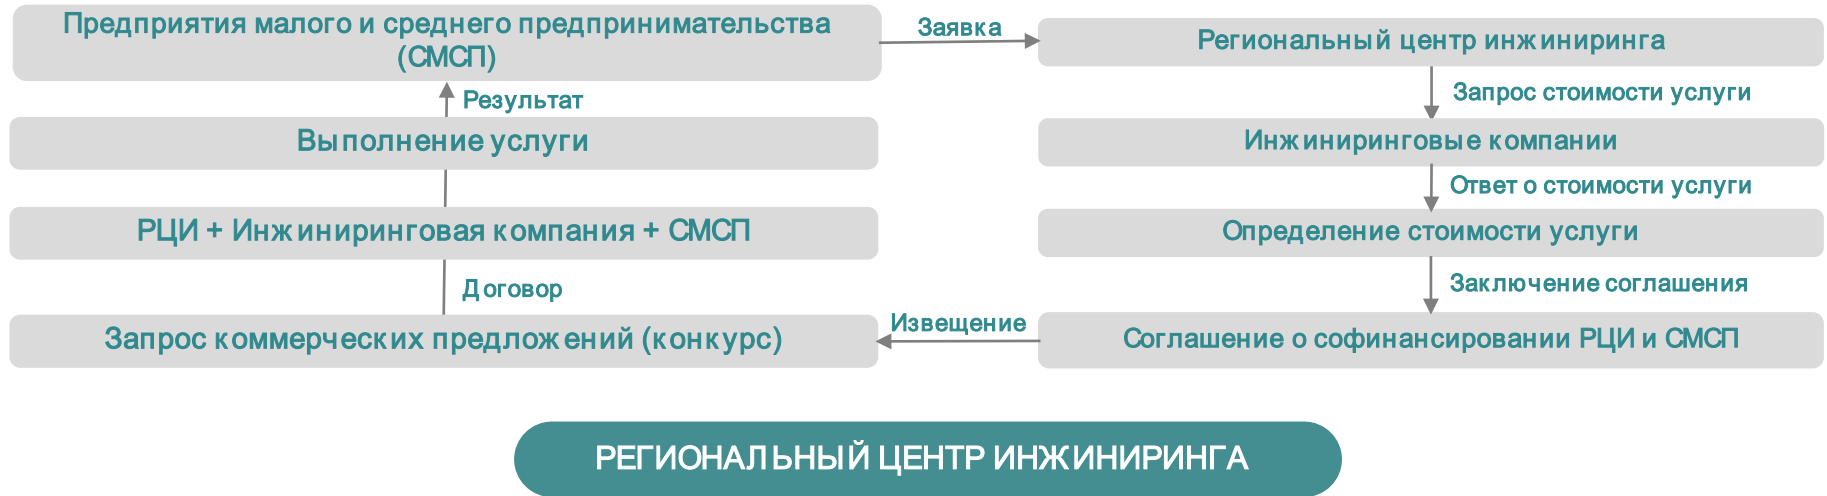 Предприятия малого и среднего предпринимательства
(СМСП)
Заявка
Региональный центр инжиниринга
Запрос стоимости услуги
Инжиниринговые компании
Ответ о стоимости услуги
Определение стоимости услуги
Заключение соглашения
Соглашение о софинансировании РЦИ и СМСП
Извещение
Запрос коммерческих предложений (конкурс)
Договор
РЦИ + Инжиниринговая компания + СМСП
Выполнение услуги
Результат
РЕГИОНАЛЬНЫЙ ЦЕНТР ИНЖИНИРИНГА